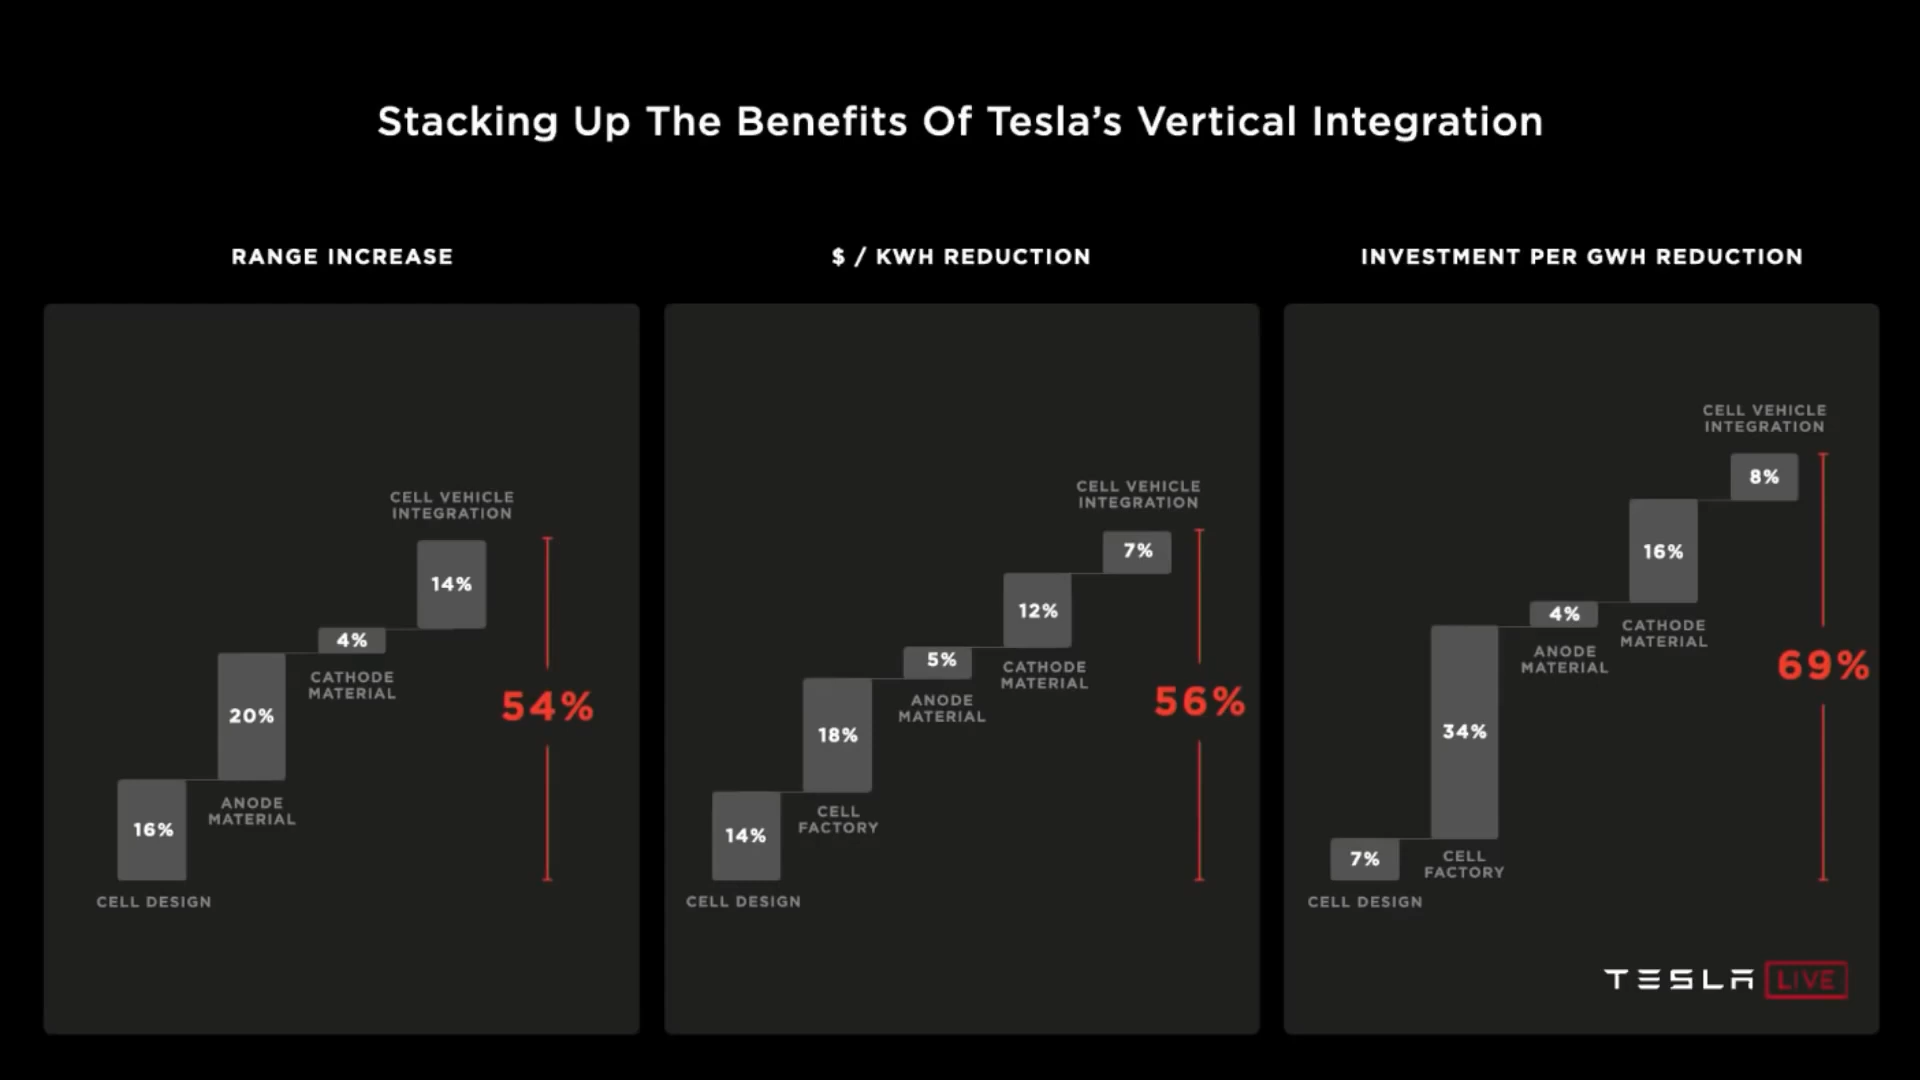 Stacking Up The Benefits Of Tesla's Vertical Integration
RANGE INCREASE
CELL VEHICLE
INTEGRATION
14%
4%
CATHODE
MATERIAL
20%
54%
ANODE
MATERIAL
16%
CELL DESIGN
$ / KWH REDUCTION
CELL VEHICLE
INTEGRATION
7%
12%
5%
CATHODE
MATERIAL
ANODE
MATERIAL
56%
18%
CELL
FACTORY
14%
CELL DESIGN
INVESTMENT PER GWH REDUCTION
CELL VEHICLE
INTEGRATION
8%
16%
4%
CATHODE
MATERIAL
ANODE
MATERIAL
69%
34%
7%
CELL
FACTORY
CELL DESIGN
TESLA LIVE